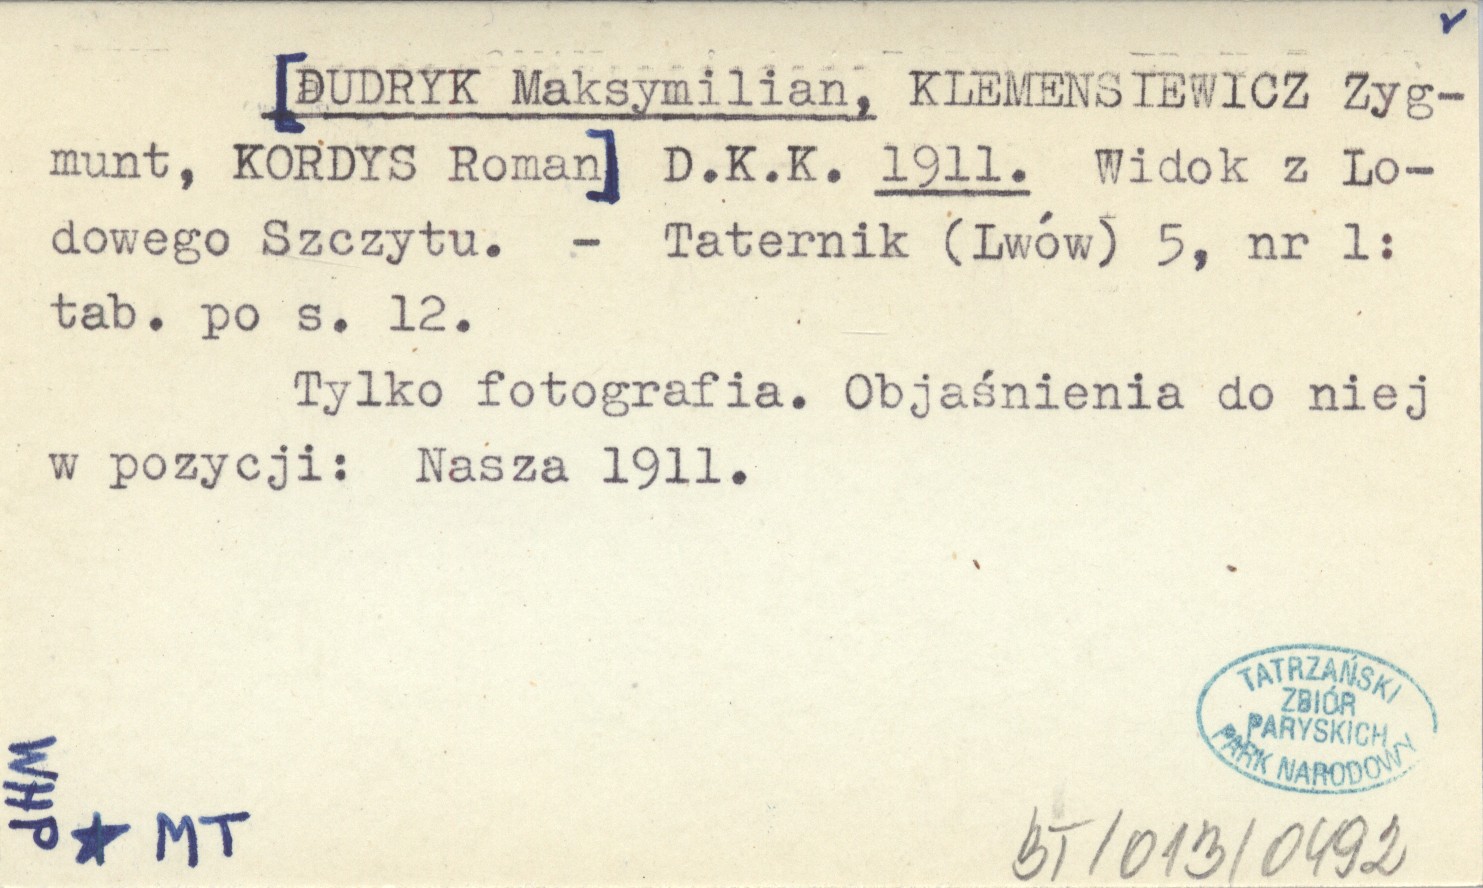 [DUDRYK Maksymilian, KLEMENSIEWICZ Zyg-
munt, KORDYS Roman] D.K.K. 1911. Widok z Lo-
dowego Szczytu. - Taternik (Lwów) 5, nr 1:
tab. po s. 12.
Tylko fotografia. Objaśnienia do niej
w pozycji: Nasza 1911.
TATRZAŃSKI
ZBIÓR
PARYSKICH
PARK NARODOWY
WHP
★ MT
BT/013/0492